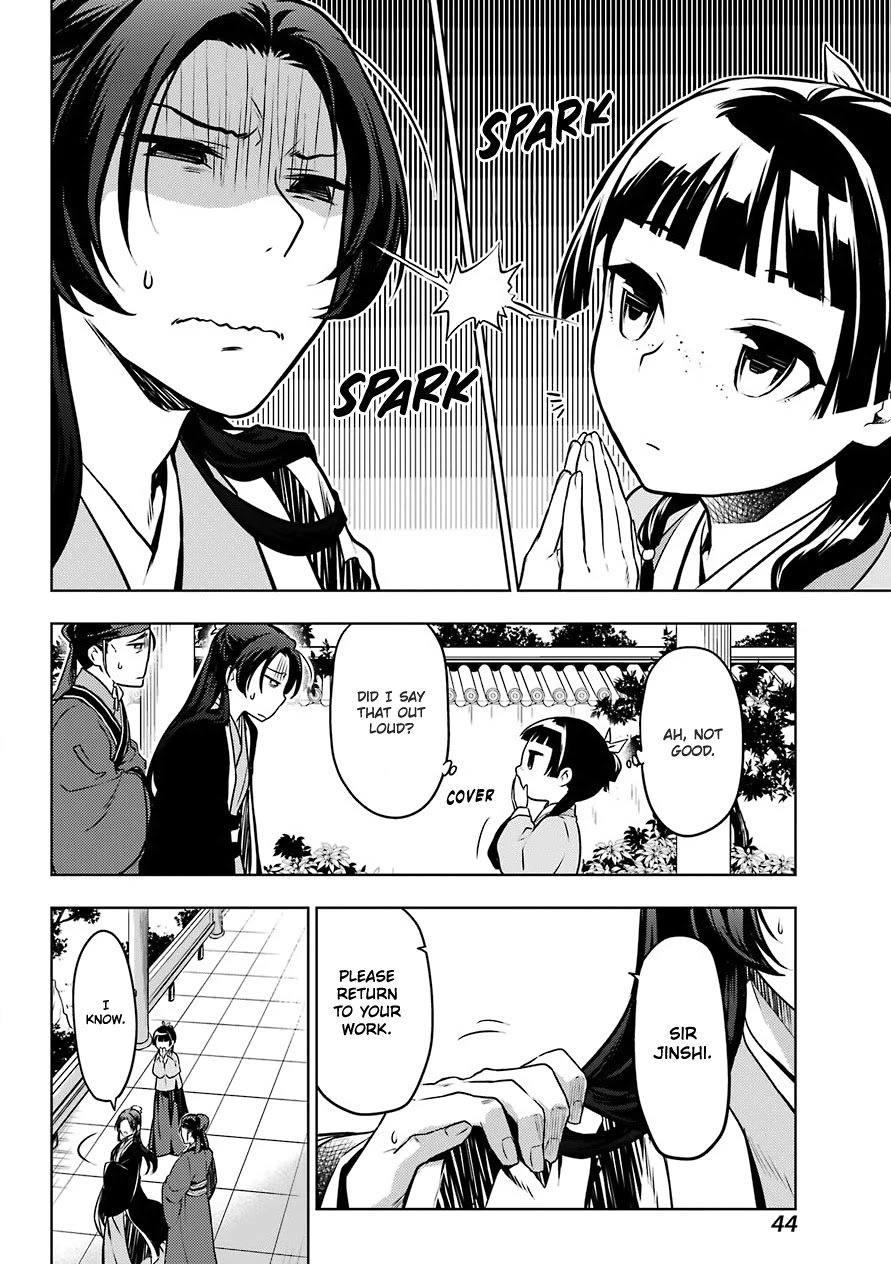 SPARK
SPARK
AH, NOT
GOOD.
DID I SAY
THAT OUT
LOUD?
COVER
SIR
JINSHI.
PLEASE
RETURN
TO YOUR
WORK.
I
KNOW.
44